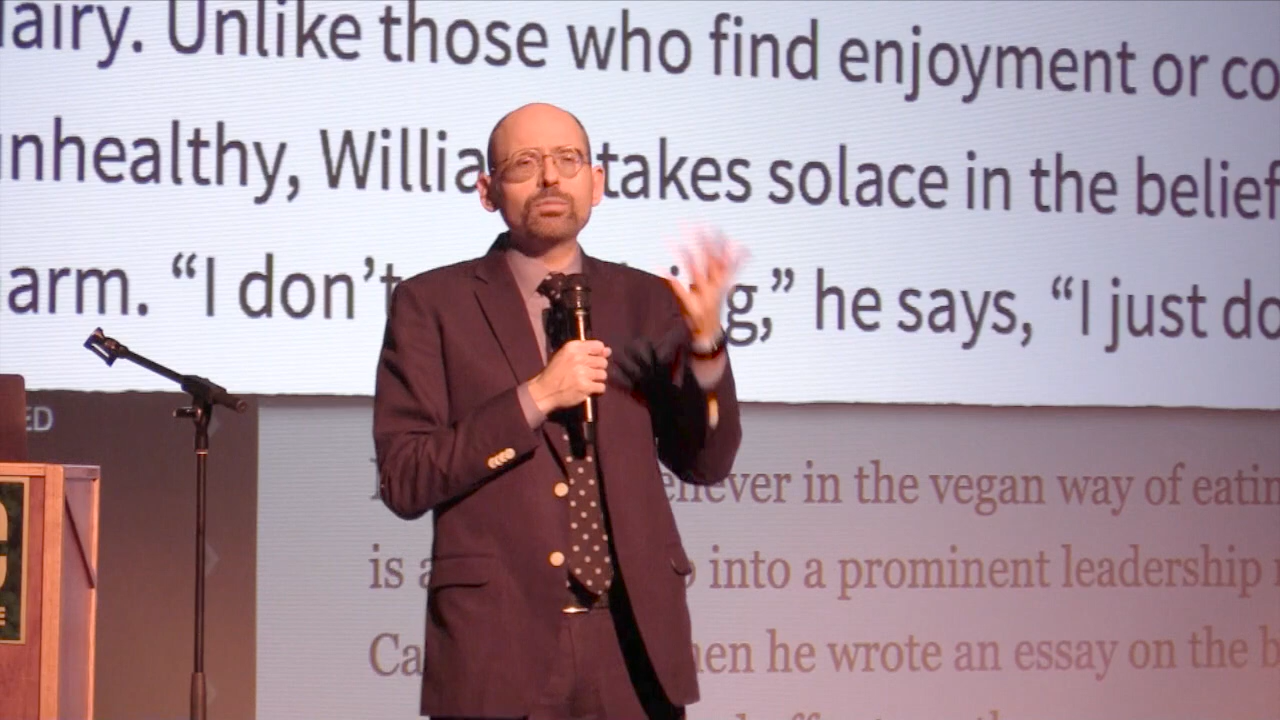 dairy. Unlike those who find enjoyment or co
unhealthy, Willia takes solace in the belief
arm. “I don’t g,” he says, “I just do
ED
enever in the vegan way of eatin
is a into a prominent leadership
Ca hen he wrote an essay on the b